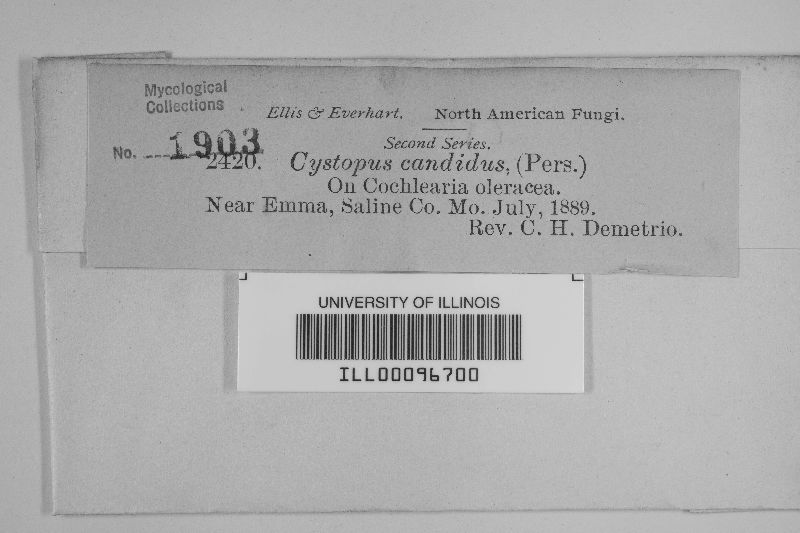 Mycological
Collections
No. 1903
Ellis & Everhart. North American Fungi.
Second Series.
2420. Cystopus candidus, (Pers.)
On Cochlearia oleracea.
Near Emma, Saline Co. Mo. July, 1889.
Rev. C. H. Demetrio.
UNIVERSITY OF ILLINOIS
ILL00096700